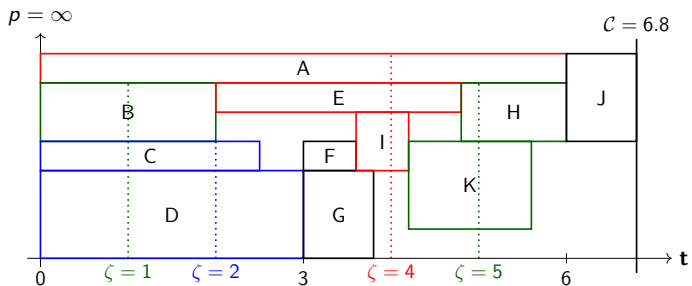 p = ∞
C = 6.8
A
E
B
H
J
I
C
F
K
D
G
t
0
ζ = 1
ζ = 2
3
ζ = 4
ζ = 5
6